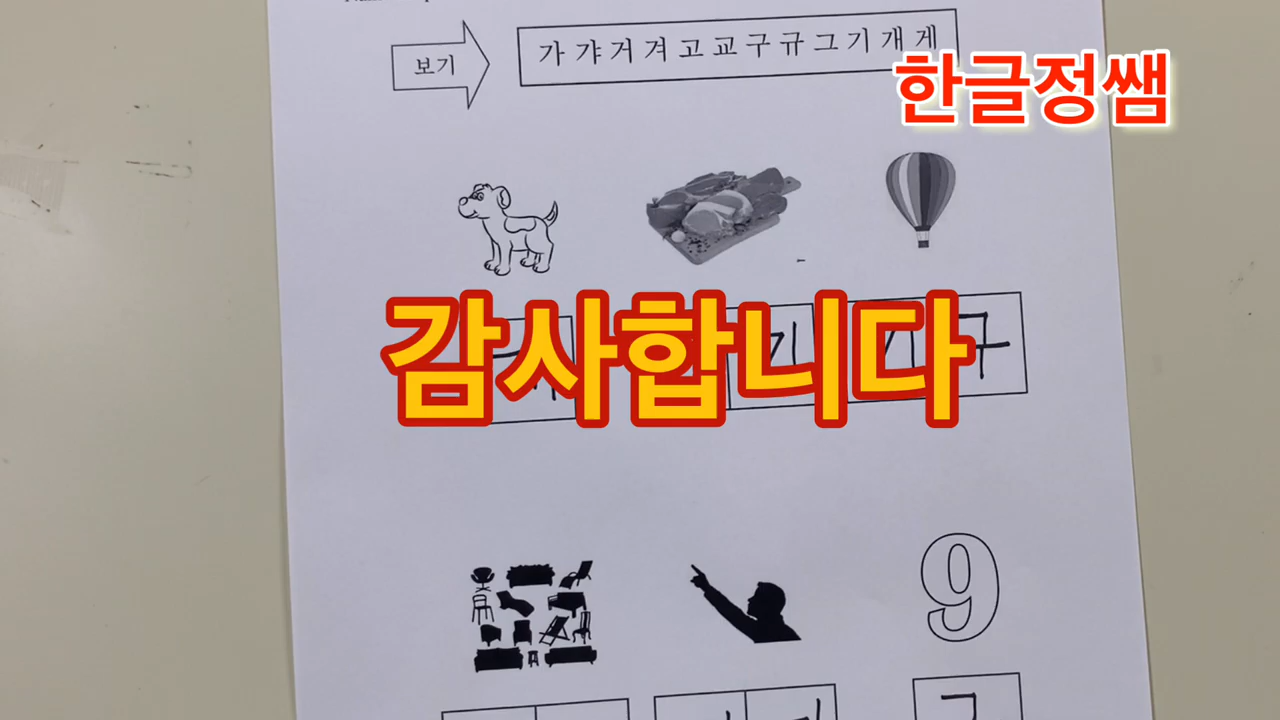 보기
가 갸 거 겨 고 교 구 규 그 기 개 게
한글정쌤
감사합니다
구
9